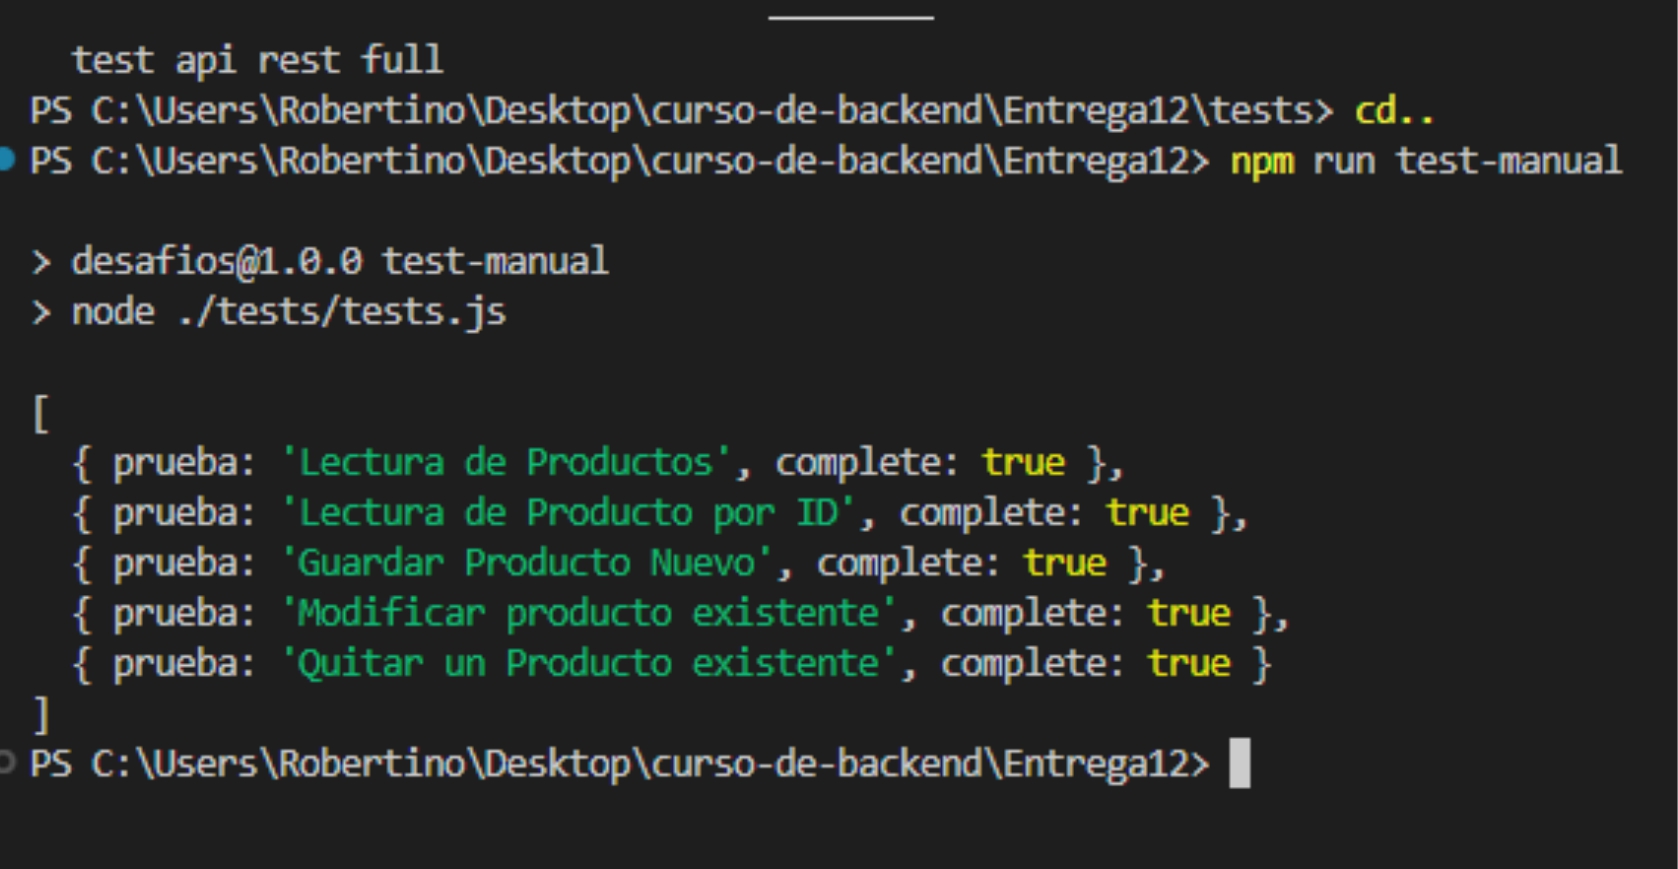 test api rest full
PS C:\Users\Robertino\Desktop\curso-de-backend\Entrega12\tests> cd..
PS C:\Users\Robertino\Desktop\curso-de-backend\Entrega12> npm run test-manual
> desafios@1.0.0 test-manual
> node ./tests/tests.js
[
{ prueba: 'Lectura de Productos', complete: true },
{ prueba: 'Lectura de Producto por ID', complete: true },
{ prueba: 'Guardar Producto Nuevo', complete: true },
{ prueba: 'Modificar producto existente', complete: true },
{ prueba: 'Quitar un Producto existente', complete: true }
]
PS C:\Users\Robertino\Desktop\curso-de-backend\Entrega12>